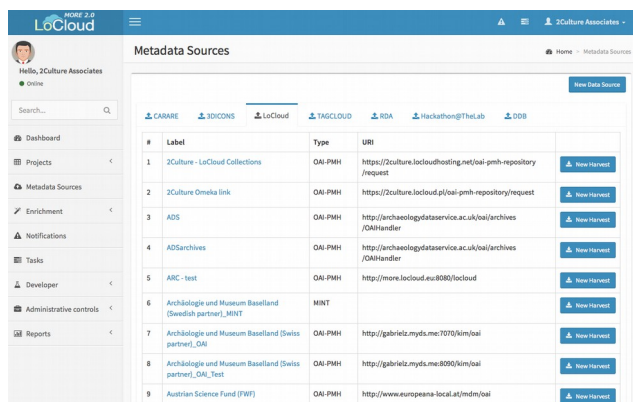 MORE 2.0
LoCloud
2Culture Associates
Hello, 2Culture Associates
Online
Search...
Dashboard
Projects
Metadata Sources
Enrichment
Notifications
Tasks
Developer
Administrative controls
Reports
Metadata Sources
Home > Metadata Sources
New Data Source
CARARE 3DICONS LoCloud TAGCLOUD RDA Hackathon@TheLab DDB
# Label Type URI
1 2Culture - LoCloud Collections OAI-PMH https://2culture.locloudhosting.net/oai-pmh-repository
/request
New Harvest
2 2Culture Omeka link OAI-PMH https://2culture.locloud.pl/oai-pmh-repository/request New Harvest
3 ADS OAI-PMH http://archaeologydataservice.ac.uk/oai/archives
/OAIHandler
New Harvest
4 ADSarchives OAI-PMH http://archaeologydataservice.ac.uk/oai/archives
/OAIHandler
New Harvest
5 ARC - test OAI-PMH http://more.locloud.eu:8080/locloud New Harvest
6 Archäologie und Museum Baselland MINT
(Swedish partner)_MINT
New Harvest
7 Archäologie und Museum Baselland (Swiss OAI-PMH http://gabrielz.myds.me:7070/kim/oai
partner)_OAI
New Harvest
8 Archäologie und Museum Baselland (Swiss OAI-PMH http://gabrielz.myds.me:8090/kim/oai
partner)_OAI_Test
New Harvest
9 Austrian Science Fund (FWF) OAI-PMH http://www.europeana-local.at/mdm/oai New Harvest